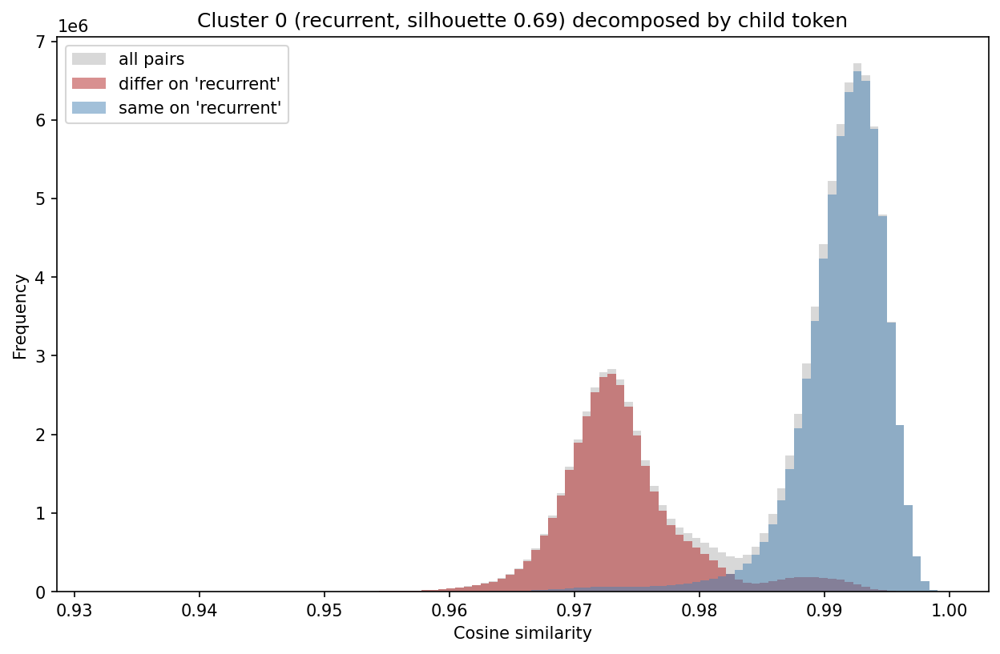 Cluster 0 (recurrent, silhouette 0.69) decomposed by child token
1e6
all pairs
differ on 'recurrent'
same on 'recurrent'
7
6
5
4
3
2
1
0
Frequency
0.93 0.94 0.95 0.96 0.97 0.98 0.99 1.00
Cosine similarity